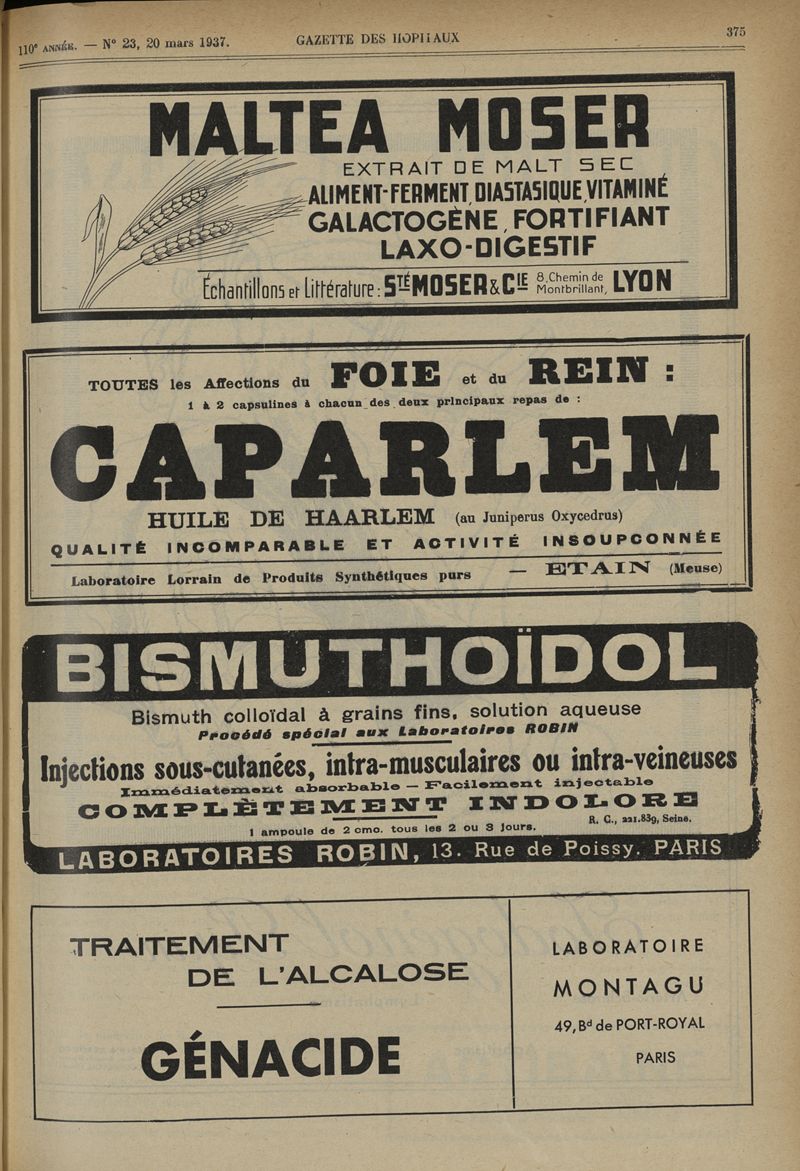 110e ANNÉE. — N° 23, 20 mars 1937. GAZETTE DES HOPITAUX 375
MALTEA MOSER
EXTRAIT DE MALT SEC
ALIMENT-FERMENT, DIASTASIQUE, VITAMINÉ
GALACTOGÈNE, FORTIFIANT
LAXO-DIGESTIF
Échantillons et Littérature: STÉ MOSER & CIE 8, Chemin de Montbrillant, LYON
TOUTES les Affections du FOIE et du REIN :
1 à 2 capsulines à chacun des deux principaux repas de :
CAPARLEM
HUILE DE HAARLEM (au Juniperus Oxycedrus)
QUALITÉ INCOMPARABLE ET ACTIVITÉ INSOUPCONNÉE
Laboratoire Lorrain de Produits Synthétiques purs — ETAIN (Meuse)
BISMUTHOÏDOL
Bismuth colloïdal à grains fins, solution aqueuse
Procédé spécial aux Laboratoires ROBIN
Injections sous-cutanées, intra-musculaires ou intra-veineuses
Immédiatement absorbable — Facilement injectable
COMPLÈTEMENT INDOLORE
R. C., 221.839, Seine.
1 ampoule de 2 cmc. tous les 2 ou 3 jours.
LABORATOIRES ROBIN, 13. Rue de Poissy. PARIS
TRAITEMENT
DE L'ALCALOSE
GÉNACIDE
LABORATOIRE
MONTAGU
49, Bd de PORT-ROYAL
PARIS